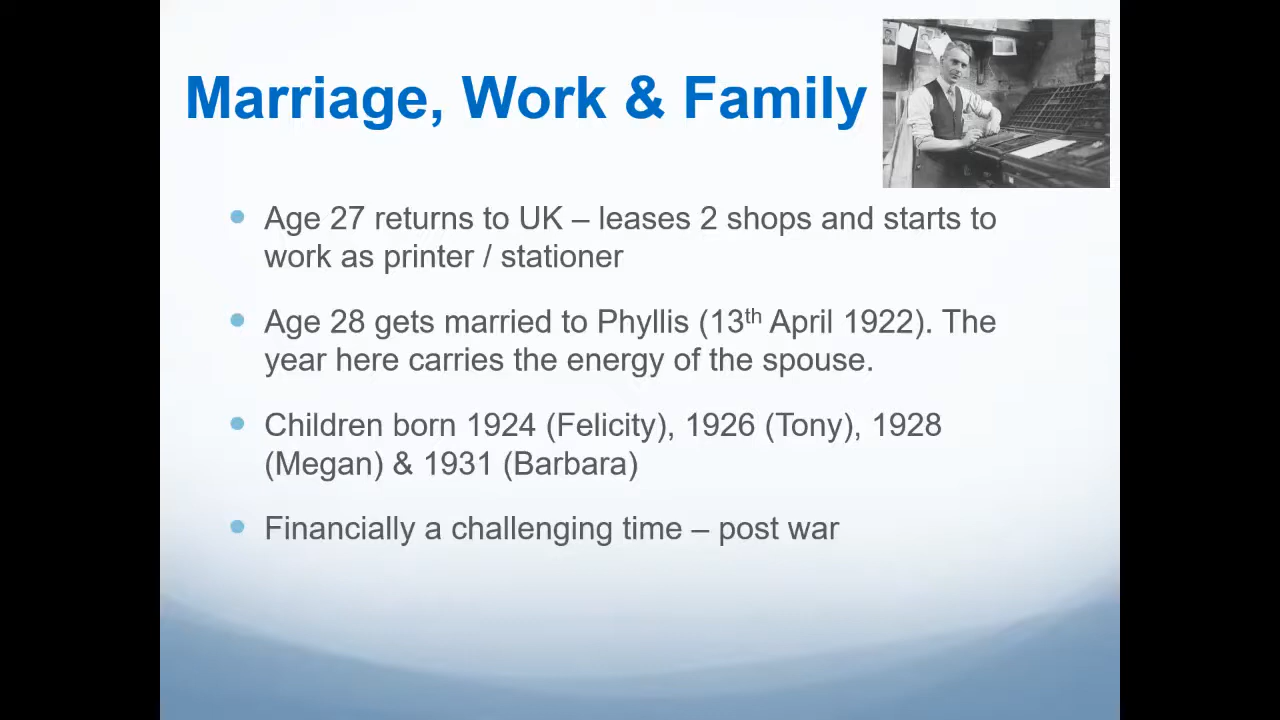 Marriage, Work & Family
Age 27 returns to UK – leases 2 shops and starts to
work as printer / stationer
Age 28 gets married to Phyllis (13th April 1922). The
year here carries the energy of the spouse.
Children born 1924 (Felicity), 1926 (Tony), 1928
(Megan) & 1931 (Barbara)
Financially a challenging time – post war